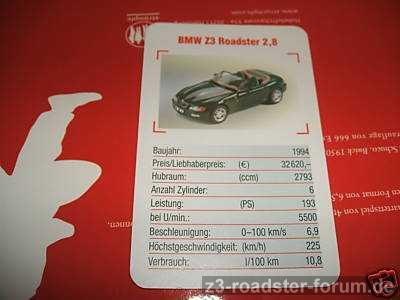 BMW Z3 Roadster 2,8
Baujahr: 1994
Preis/Liebhaberpreis: (€) 32 620,–
Hubraum: (ccm) 2793
Anzahl Zylinder: 6
Leistung: (PS) 193
bei U/min.: 5500
Beschleunigung: 0–100 km/s 6,9
Höchstgeschwindigkeit: (km/h) 225
Verbrauch: l/100 km 10,8
z3-roadster-forum.de